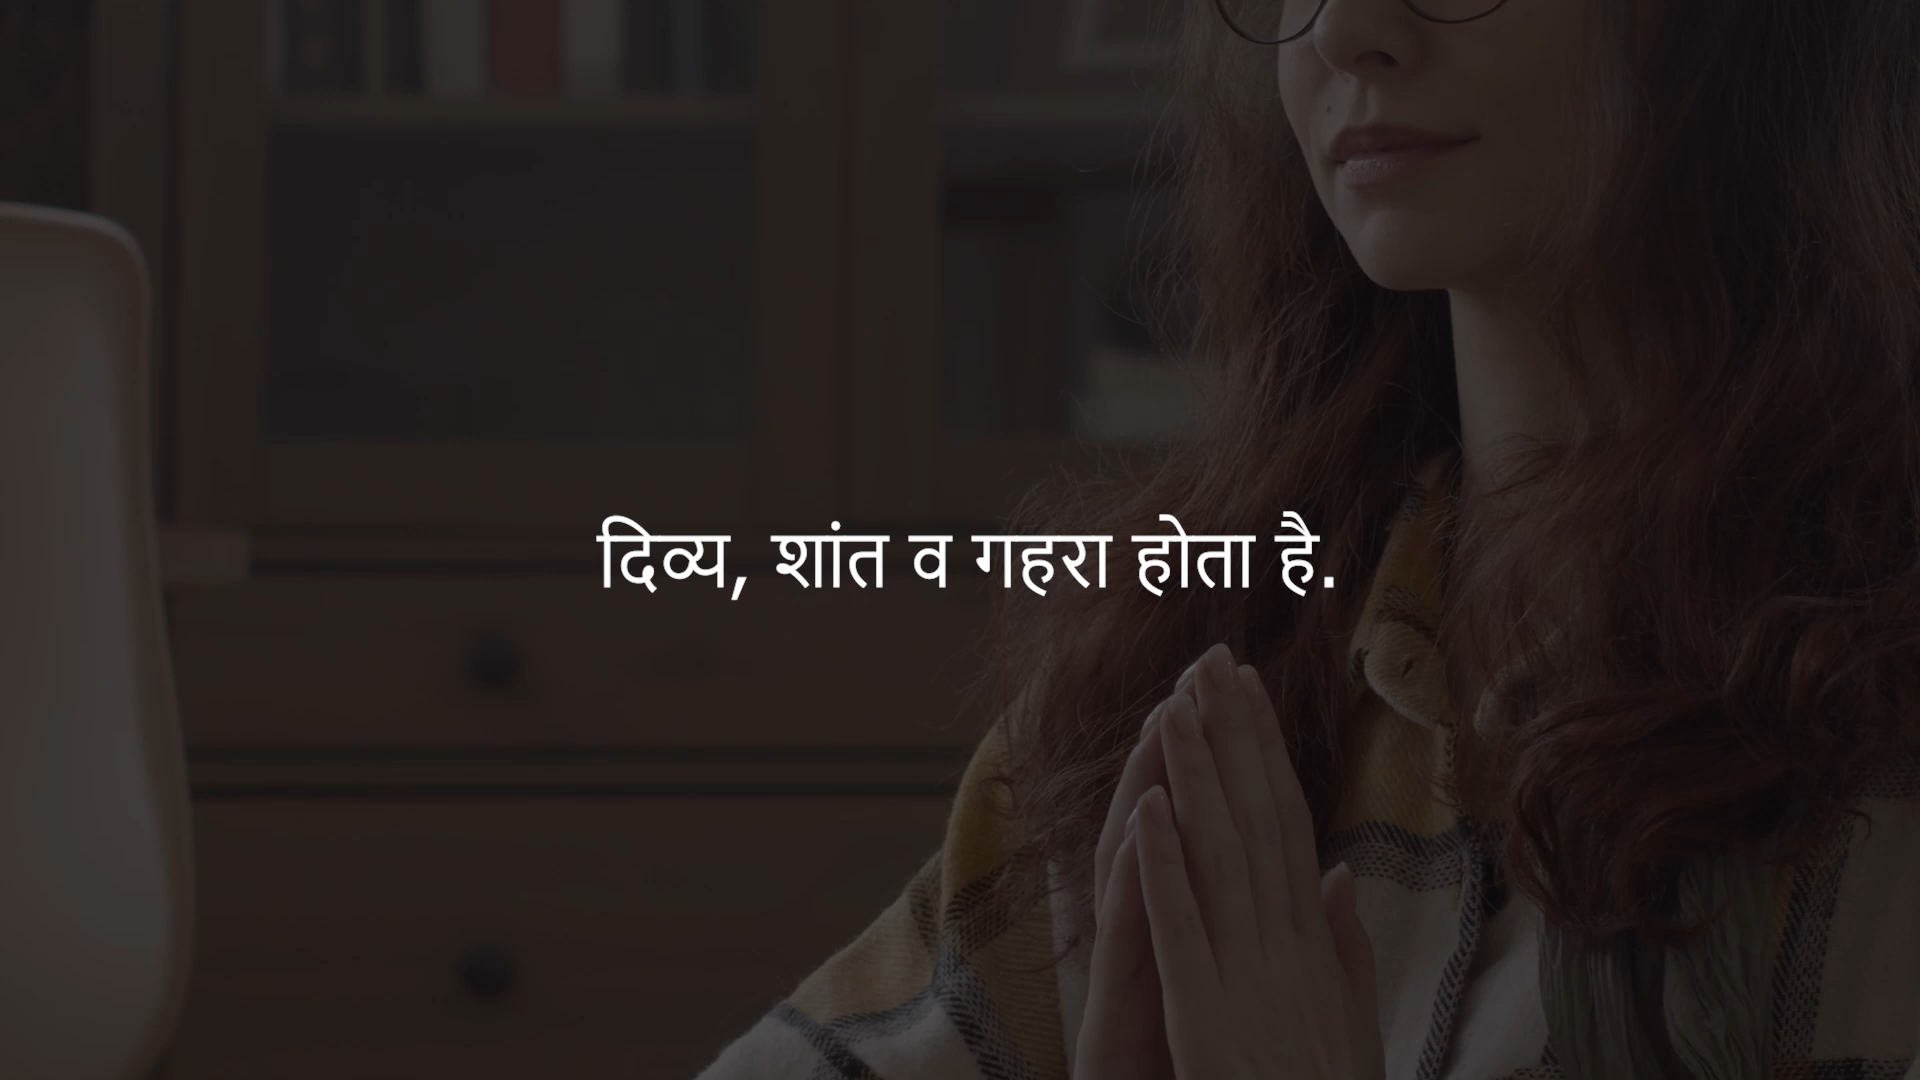 दिव्य, शांत व गहरा होता है.